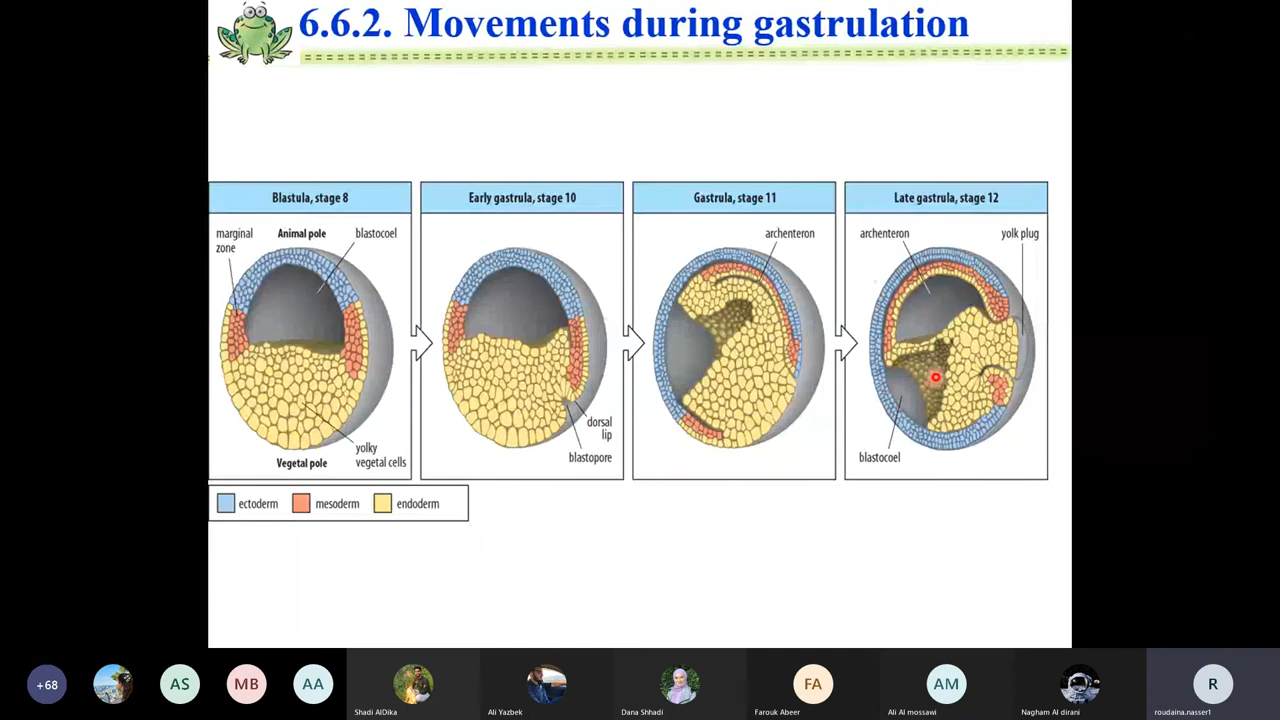 6.6.2. Movements during gastrulation
Blastula, stage 8
Early gastrula, stage 10
Gastrula, stage 11
Late gastrula, stage 12
marginal
zone
Animal pole
blastocoel
archenteron
archenteron
yolk plug
dorsal
lip
blastopore
yolky
vegetal cells
Vegetal pole
blastocoel
ectoderm
mesoderm
endoderm
+68
AS
MB
AA
FA
AM
R
Shadi AlDika
Ali Yazbek
Dana Shhadi
Farouk Abeer
Ali Al mossawi
Nagham Al dirani
roudaina.nasser1